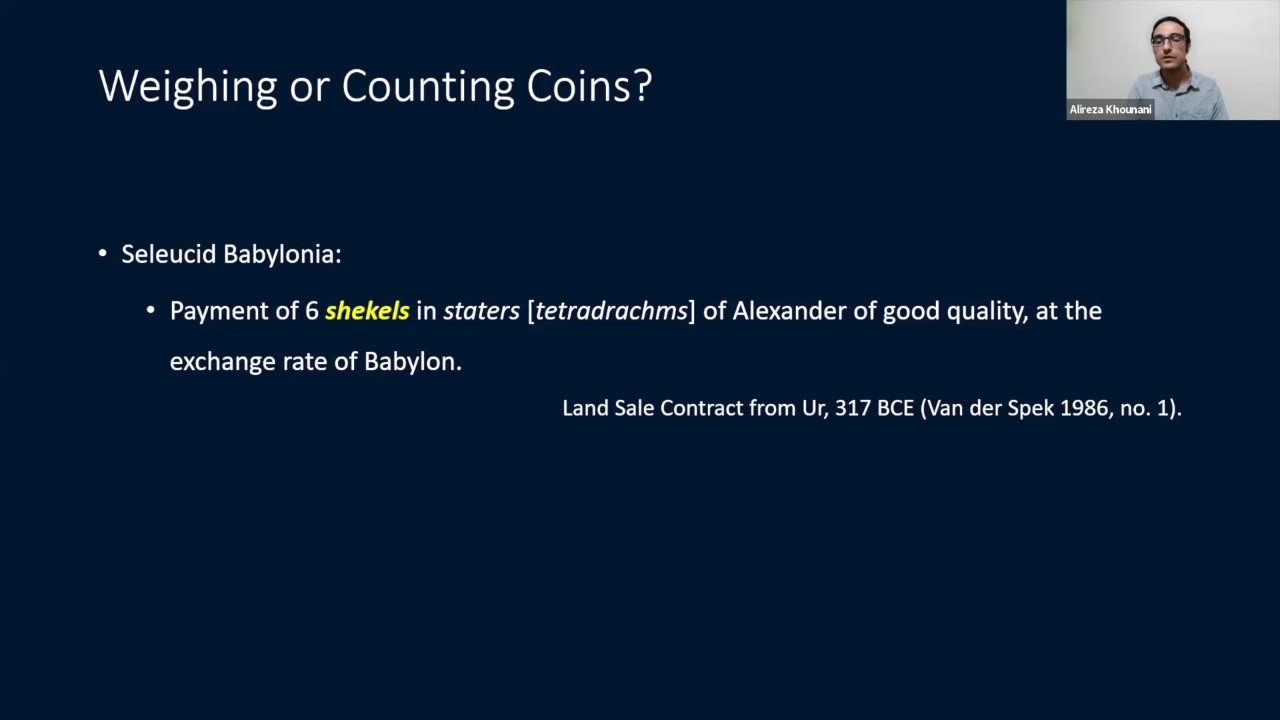 Weighing or Counting Coins?
Alireza Khounani
• Seleucid Babylonia:
• Payment of 6 shekels in staters [tetradrachms] of Alexander of good quality, at the
exchange rate of Babylon.
Land Sale Contract from Ur, 317 BCE (Van der Spek 1986, no. 1).